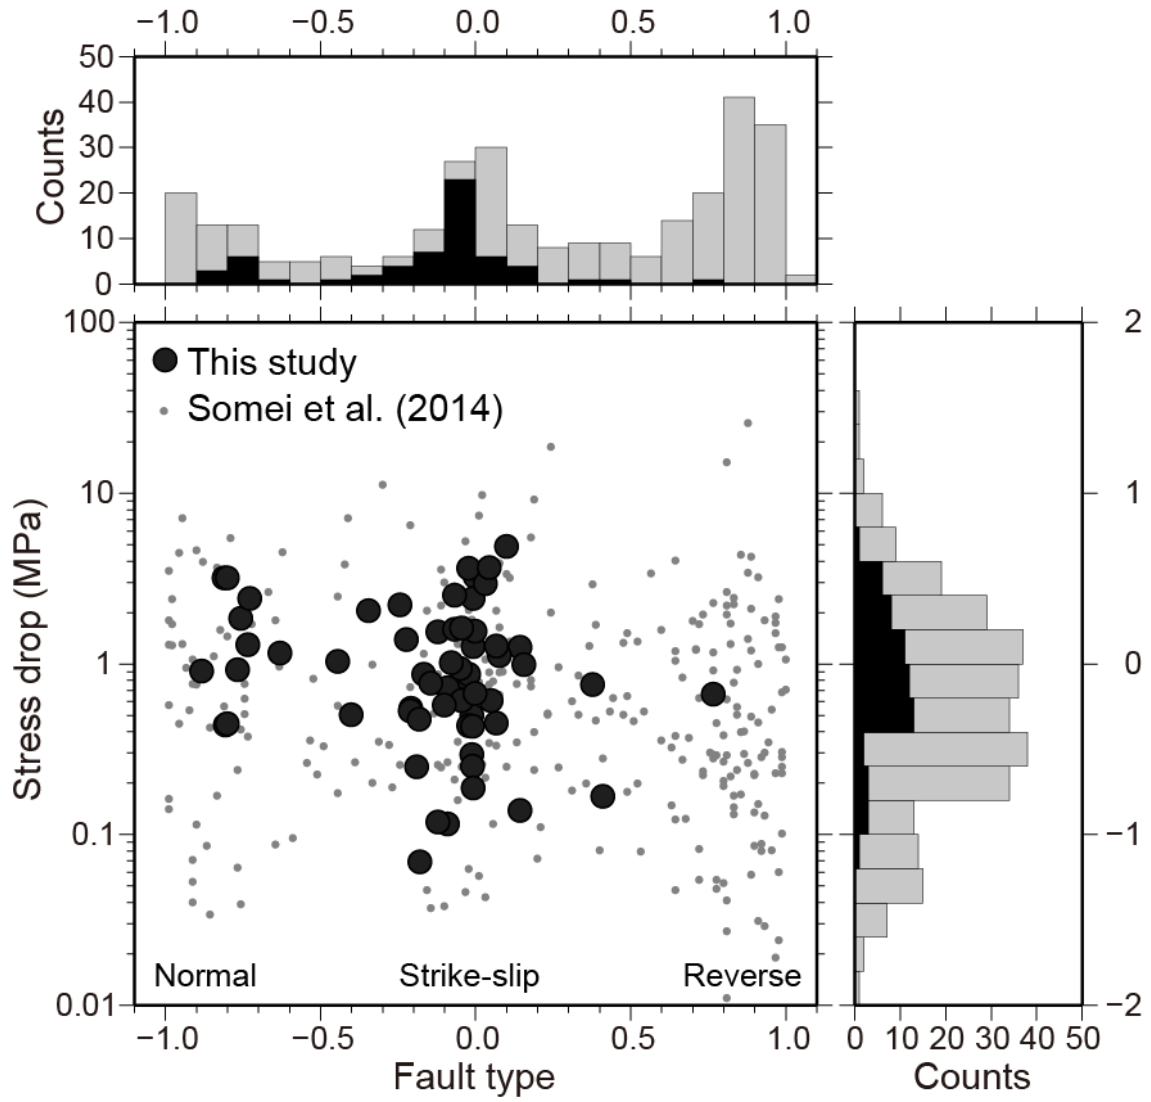 −1.0 −0.5 0.0 0.5 1.0
50
40
30
20
10
0
Counts
100
10
1
0.1
0.01
Stress drop (MPa)
This study
Somei et al. (2014)
Normal Strike-slip Reverse
−1.0 −0.5 0.0 0.5 1.0
Fault type
2
1
0
−1
−2
0 10 20 30 40 50
Counts